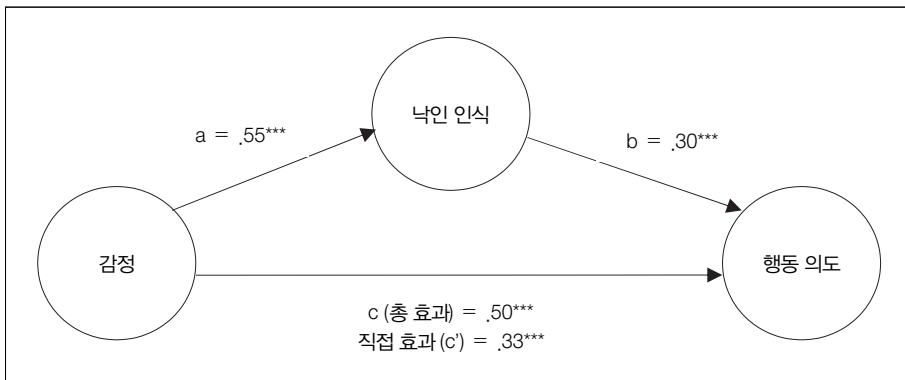 낙인 인식
a = .55***
b = .30***
감정
행동 의도
c (총 효과) = .50***
직접 효과 (c’) = .33***